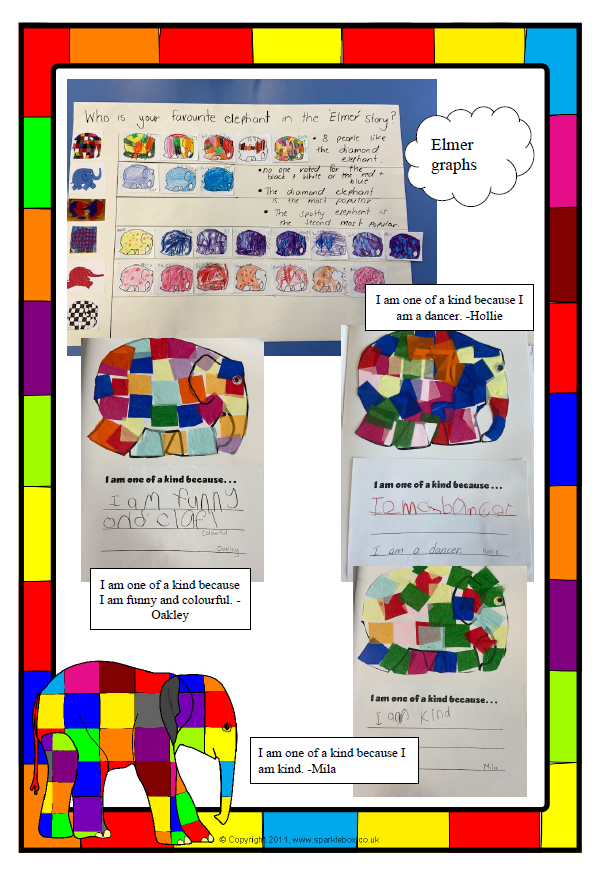 Who is your favourite elephant in the 'Elmer' story?
• 8 people like
the diamond
elephant.
• no one voted for the
black + white or the red +
blue
• The diamond elephant
is the most popular
• The spotty elephant is
the second most popular.
Elmer
graphs
I am one of a kind because I
am a dancer. -Hollie
I am one of a kind because...
I am funny
and claf
Colourful
Oakley
I am one of a kind because
I am funny and colourful. -
Oakley
I am one of a kind because...
I am a dancer Hollie
I am one of a kind because...
I am kind
Mila
I am one of a kind because I
am kind. -Mila
© Copyright 2011, www.sparklebox.co.uk